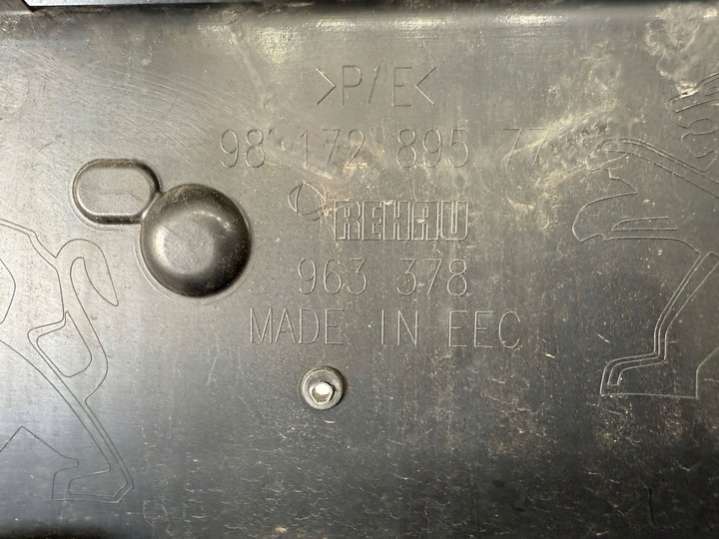 >P/E<
98 172 895 77
REHAU
963 378
MADE IN EEC